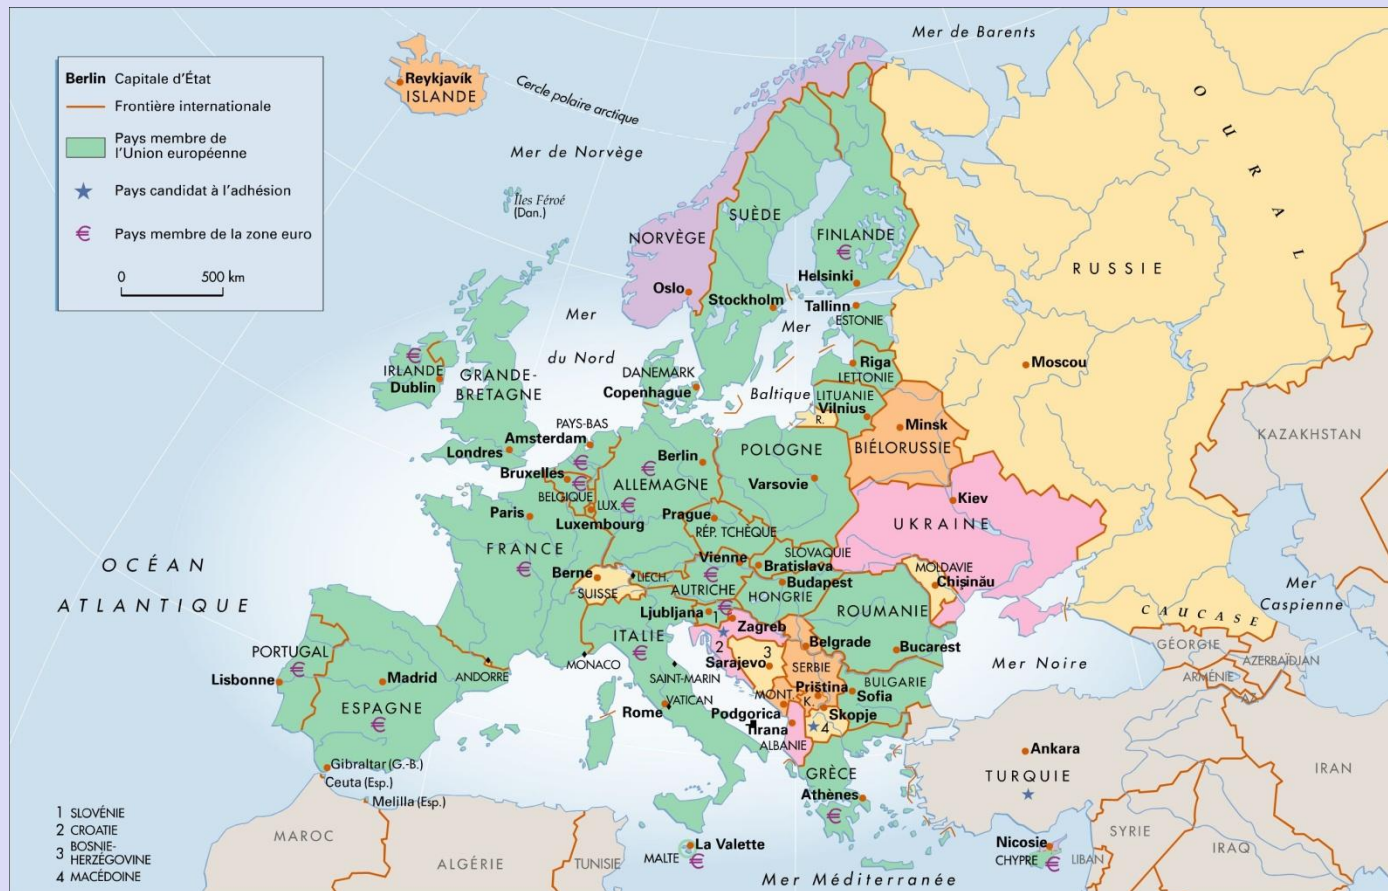 Berlin Capitale d'État
Frontière internationale
Pays membre de
l'Union européenne
Pays candidat à l'adhésion
€ Pays membre de la zone euro
0 500 km
Mer de Barents
Reykjavík
ISLANDE
Cercle polaire arctique
Mer de Norvège
Îles Féroé
(Dan.)
OURAL
SUÈDE
NORVÈGE
FINLANDE
€
RUSSIE
Helsinki
Oslo
Stockholm
Tallinn
ESTONIE
Mer
du Nord
Mer
Baltique
€
IRLANDE
Dublin
GRANDE-
BRETAGNE
DANEMARK
Copenhague
Riga
LETTONIE
Moscou
LITUANIE
Vilnius
R.
Minsk
BIÉLORUSSIE
KAZAKHSTAN
PAYS-BAS
Amsterdam
€
Londres
Bruxelles
€
BELGIQUE
LUX.
€
Luxembourg
Berlin
€
ALLEMAGNE
POLOGNE
Varsovie
Kiev
UKRAINE
Paris
FRANCE
€
Prague
RÉP. TCHÈQUE
SLOVAQUIE
Vienne
€
Bratislava
AUTRICHE
LIECH.
Berne
SUISSE
Budapest
HONGRIE
MOLDAVIE
Chişinău
ROUMANIE
OCÉAN
ATLANTIQUE
Mer
Caspienne
CAUCASE
Ljubljana
1
€
Zagreb
2
ITALIE
€
3
Sarajevo
Belgrade
SERBIE
Bucarest
Mer Noire
GÉORGIE
AZERBAÏDJAN
ARMÉNIE
AZ.
PORTUGAL
€
Lisbonne
Madrid
ESPAGNE
€
ANDORRE
MONACO
SAINT-MARIN
VATICAN
Rome
MONT.
Podgorica
Priština
K.
BULGARIE
Sofia
Skopje
4
Tirana
ALBANIE
Ankara
TURQUIE
IRAN
GRÈCE
Athènes
€
Gibraltar (G.-B.)
Ceuta (Esp.)
Melilla (Esp.)
MAROC
ALGÉRIE
TUNISIE
La Valette
MALTE
€
Nicosie
CHYPRE
€
LIBAN
SYRIE
IRAQ
Mer Méditerranée
1 SLOVÉNIE
2 CROATIE
3 BOSNIE-
HERZÉGOVINE
4 MACÉDOINE